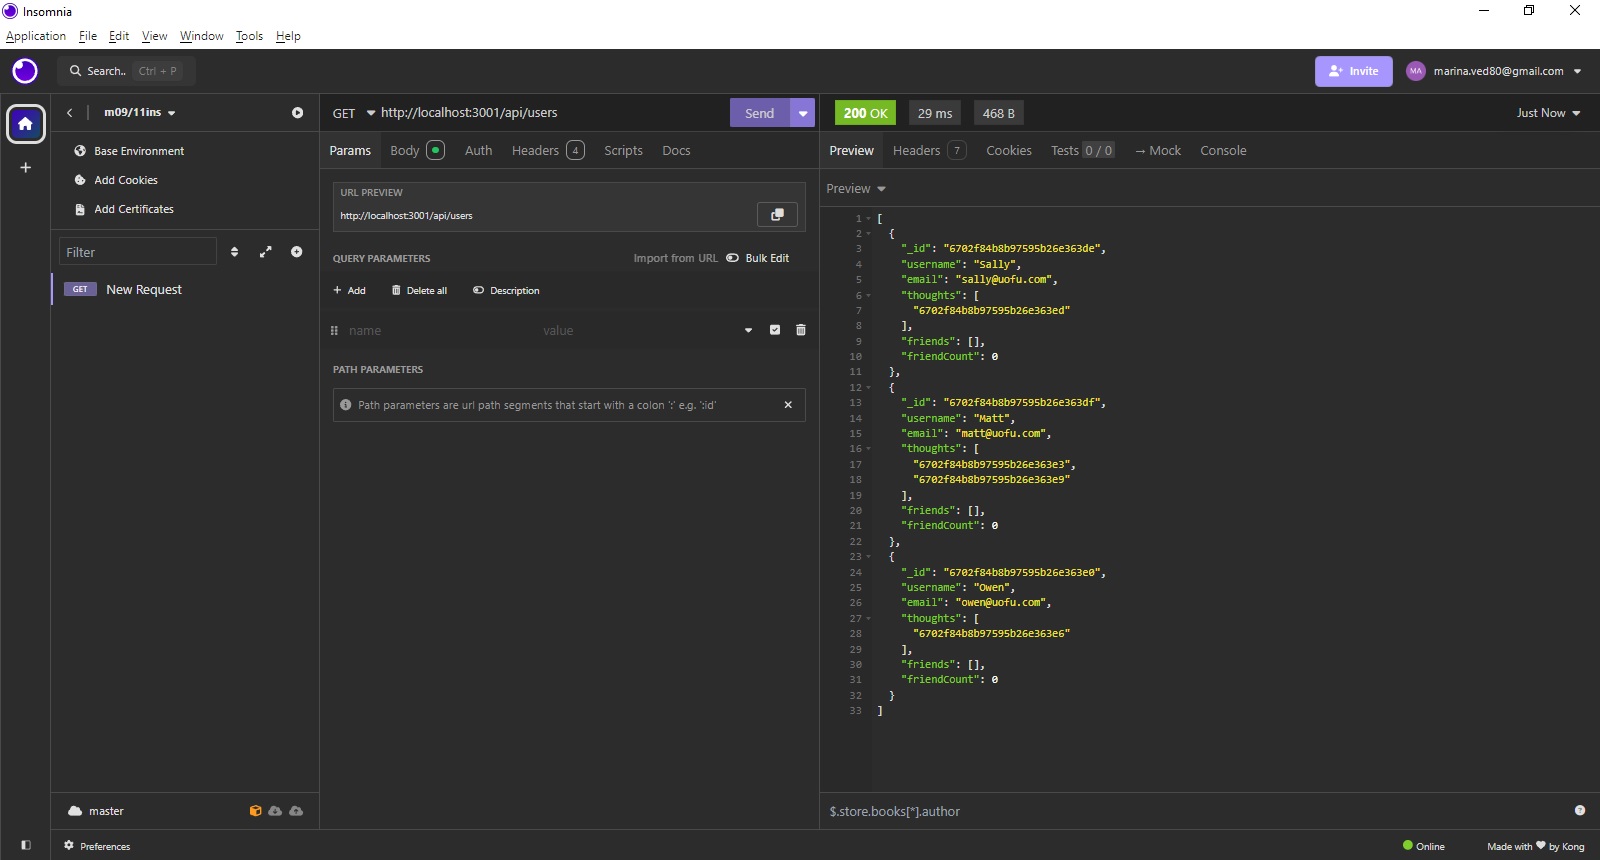 Insomnia
Application File Edit View Window Tools Help
Search.. Ctrl + P
Invite
MA marina.ved80@gmail.com
m09/11ins
Base Environment
Add Cookies
Add Certificates
Filter
GET New Request
master
Preferences
GET http://localhost:3001/api/users Send
Params Body Auth Headers 4 Scripts Docs
URL PREVIEW
http://localhost:3001/api/users
QUERY PARAMETERS Import from URL Bulk Edit
+ Add Delete all Description
name value
PATH PARAMETERS
Path parameters are url path segments that start with a colon ':' e.g. ':id'
200 OK 29 ms 468 B Just Now
Preview Headers 7 Cookies Tests 0 / 0 → Mock Console
Preview
1 [
2 {
3 "_id": "6702f84b8b97595b26e363de",
4 "username": "Sally",
5 "email": "sally@uofu.com",
6 "thoughts": [
7 "6702f84b8b97595b26e363ed"
8 ],
9 "friends": [],
10 "friendCount": 0
11 },
12 {
13 "_id": "6702f84b8b97595b26e363df",
14 "username": "Matt",
15 "email": "matt@uofu.com",
16 "thoughts": [
17 "6702f84b8b97595b26e363e3",
18 "6702f84b8b97595b26e363e9"
19 ],
20 "friends": [],
21 "friendCount": 0
22 },
23 {
24 "_id": "6702f84b8b97595b26e363e0",
25 "username": "Owen",
26 "email": "owen@uofu.com",
27 "thoughts": [
28 "6702f84b8b97595b26e363e6"
29 ],
30 "friends": [],
31 "friendCount": 0
32 }
33 ]
$.store.books[*].author
Online Made with ♥ by Kong